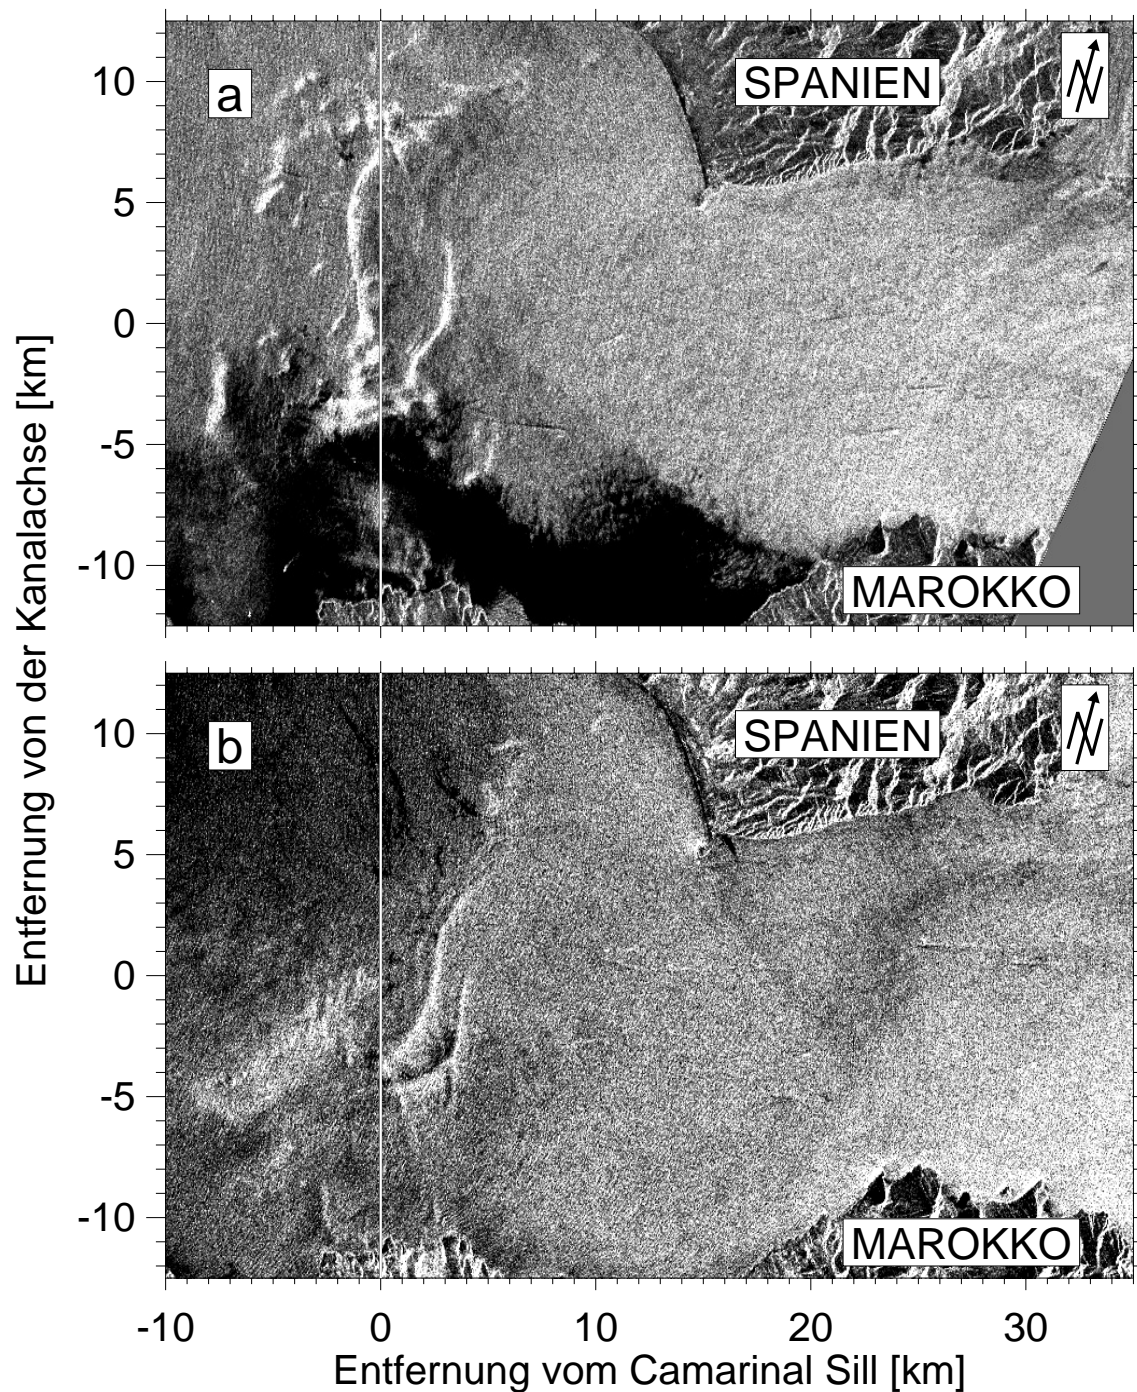 a
SPANIEN
N
10
5
0
-5
-10
MAROKKO
Entfernung von der Kanalachse [km]
b
SPANIEN
N
10
5
0
-5
-10
MAROKKO
-10 0 10 20 30
Entfernung vom Camarinal Sill [km]